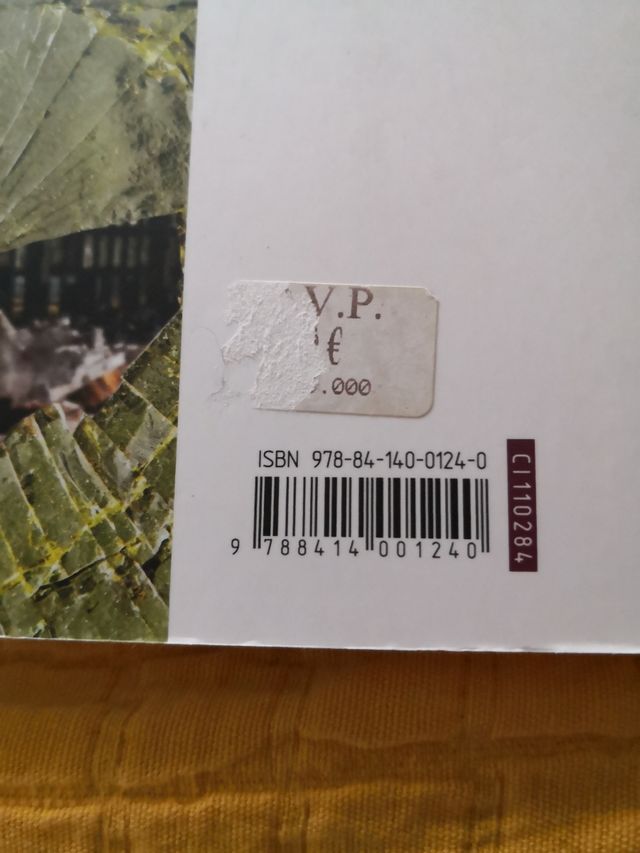 V.P.
€
.000
ISBN 978-84-140-0124-0
9 788414 001240
CI110284